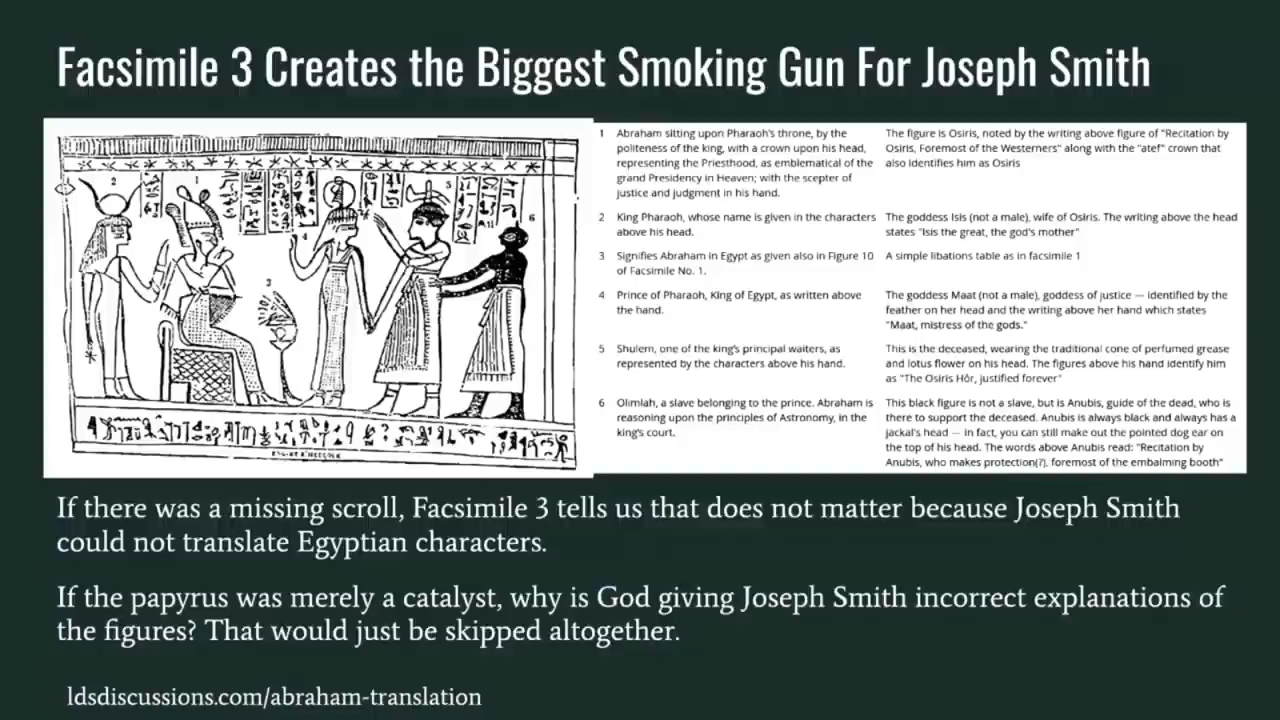 Facsimile 3 Creates the Biggest Smoking Gun For Joseph Smith
1 Abraham sitting upon Pharaoh's throne, by the
politeness of the king, with a crown upon his head,
representing the Priesthood, as emblematical of the
grand Presidency in Heaven; with the scepter of
justice and judgment in his hand.
The figure is Osiris, noted by the writing above figure of "Recitation by
Osiris, Foremost of the Westerners" along with the "atef" crown that
also identifies him as Osiris
2 King Pharaoh, whose name is given in the characters
above his head.
The goddess Isis (not a male), wife of Osiris. The writing above the head
states "Isis the great, the god's mother"
3 Signifies Abraham in Egypt as given also in Figure 10
of Facsimile No. 1.
A simple libations table as in facsimile 1
4 Prince of Pharaoh, King of Egypt, as written above
the hand.
The goddess Maat (not a male), goddess of justice — identified by the
feather on her head and the writing above her hand which states
"Maat, mistress of the gods."
5 Shulem, one of the king's principal waiters, as
represented by the characters above his hand.
This is the deceased, wearing the traditional cone of perfumed grease
and lotus flower on his head. The figures above his hand identify him
as "The Osiris Hôr, justified forever"
6 Olimlah, a slave belonging to the prince. Abraham is
reasoning upon the principles of Astronomy, in the
king's court.
This black figure is not a slave, but is Anubis, guide of the dead, who is
there to support the deceased. Anubis is always black and always has a
jackal's head — in fact, you can still make out the pointed dog ear on
the top of his head. The words above Anubis read: "Recitation by
Anubis, who makes protection(?), foremost of the embalming booth"
2
1
4
3
5
6
If there was a missing scroll, Facsimile 3 tells us that does not matter because Joseph Smith
could not translate Egyptian characters.
If the papyrus was merely a catalyst, why is God giving Joseph Smith incorrect explanations of
the figures? That would just be skipped altogether.
ldsdiscussions.com/abraham-translation